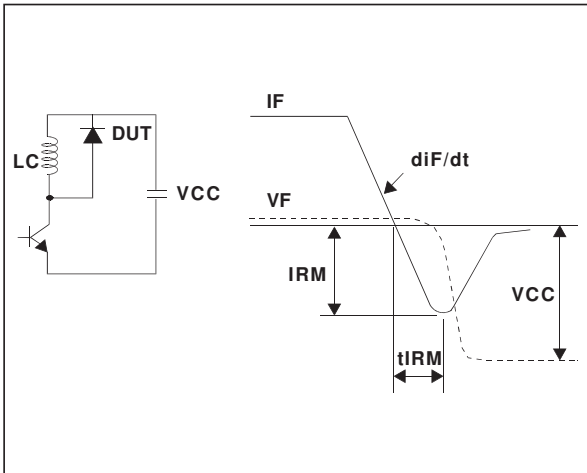 IF
DUT
diF/dt
LC
VCC
VF
IRM
VCC
tIRM